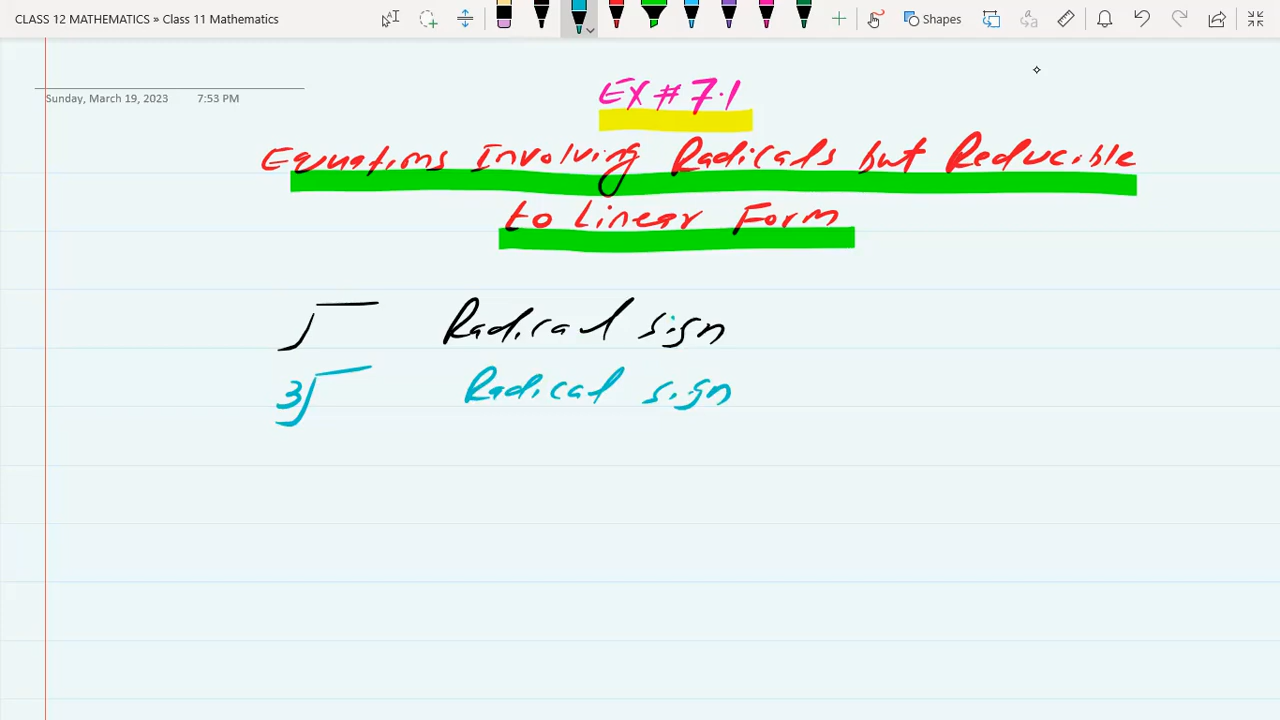 CLASS 12 MATHEMATICS » Class 11 Mathematics
Shapes
Sunday, March 19, 2023 7:53 PM
EX # 7.1
Equations Involving Radicals but Reducible
to Linear Form
√ Radical sign
3√ Radical sign